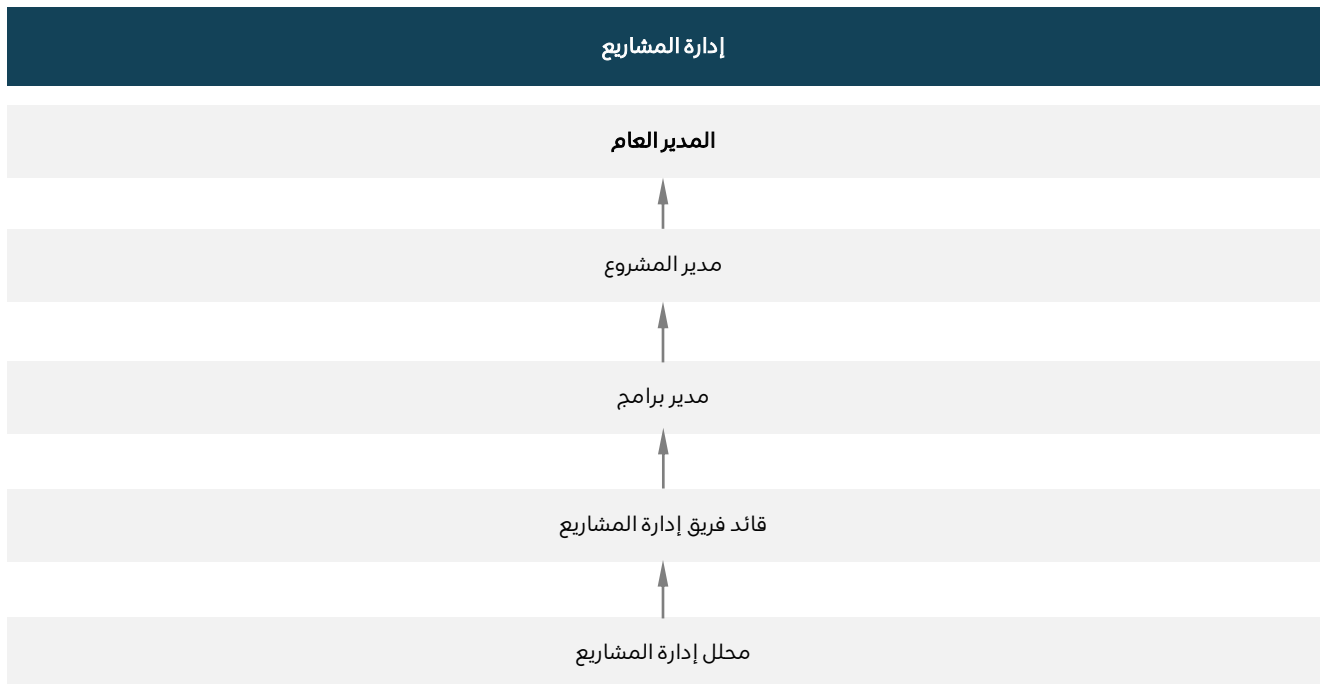 إدارة المشاريع
المدير العام
مدير المشروع
مدير برامج
قائد فريق إدارة المشاريع
محلل إدارة المشاريع